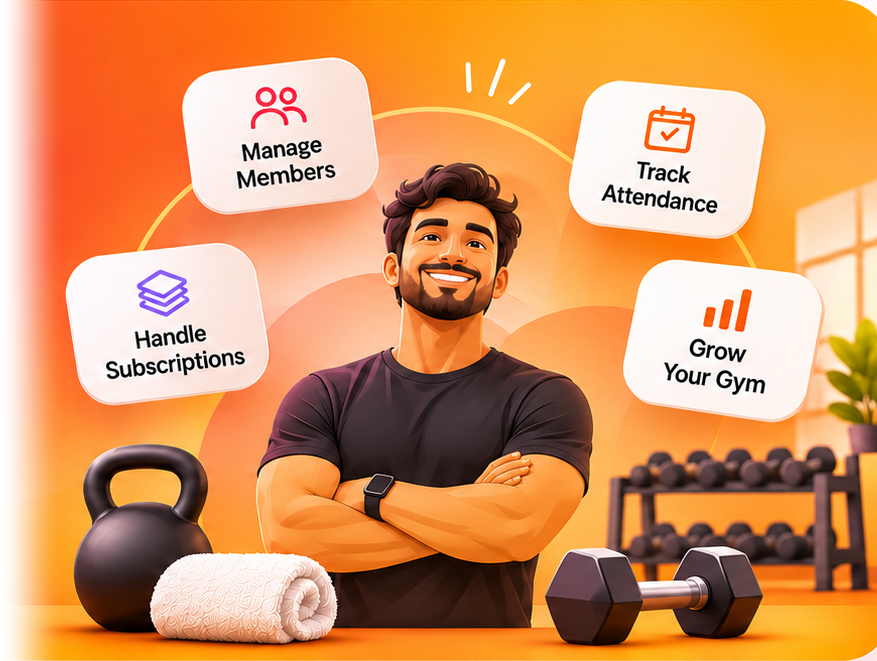 Manage
Members
Track
Attendance
Handle
Subscriptions
Grow
Your Gym